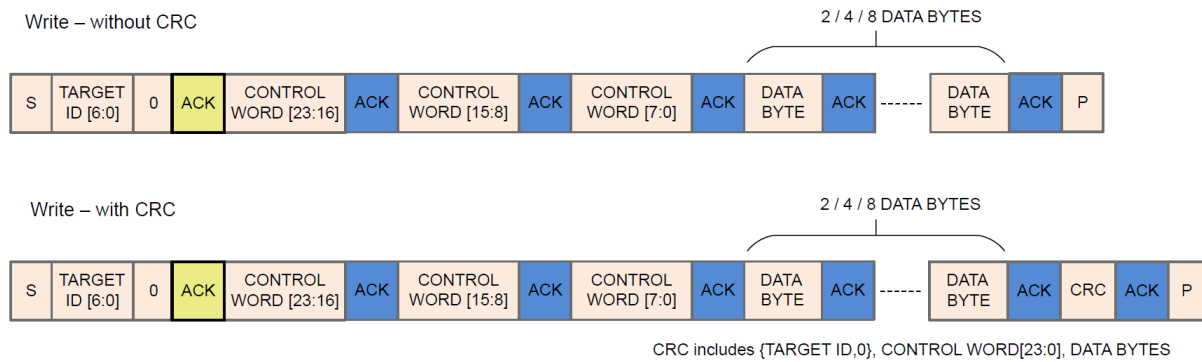 Write – without CRC
2 / 4 / 8 DATA BYTES
S
TARGET
ID [6:0]
0
ACK
CONTROL
WORD [23:16]
ACK
CONTROL
WORD [15:8]
ACK
CONTROL
WORD [7:0]
ACK
DATA
BYTE
ACK
------
DATA
BYTE
ACK
P
Write – with CRC
2 / 4 / 8 DATA BYTES
S
TARGET
ID [6:0]
0
ACK
CONTROL
WORD [23:16]
ACK
CONTROL
WORD [15:8]
ACK
CONTROL
WORD [7:0]
ACK
DATA
BYTE
ACK
------
DATA
BYTE
ACK
CRC
ACK
P
CRC includes {TARGET ID,0}, CONTROL WORD[23:0], DATA BYTES